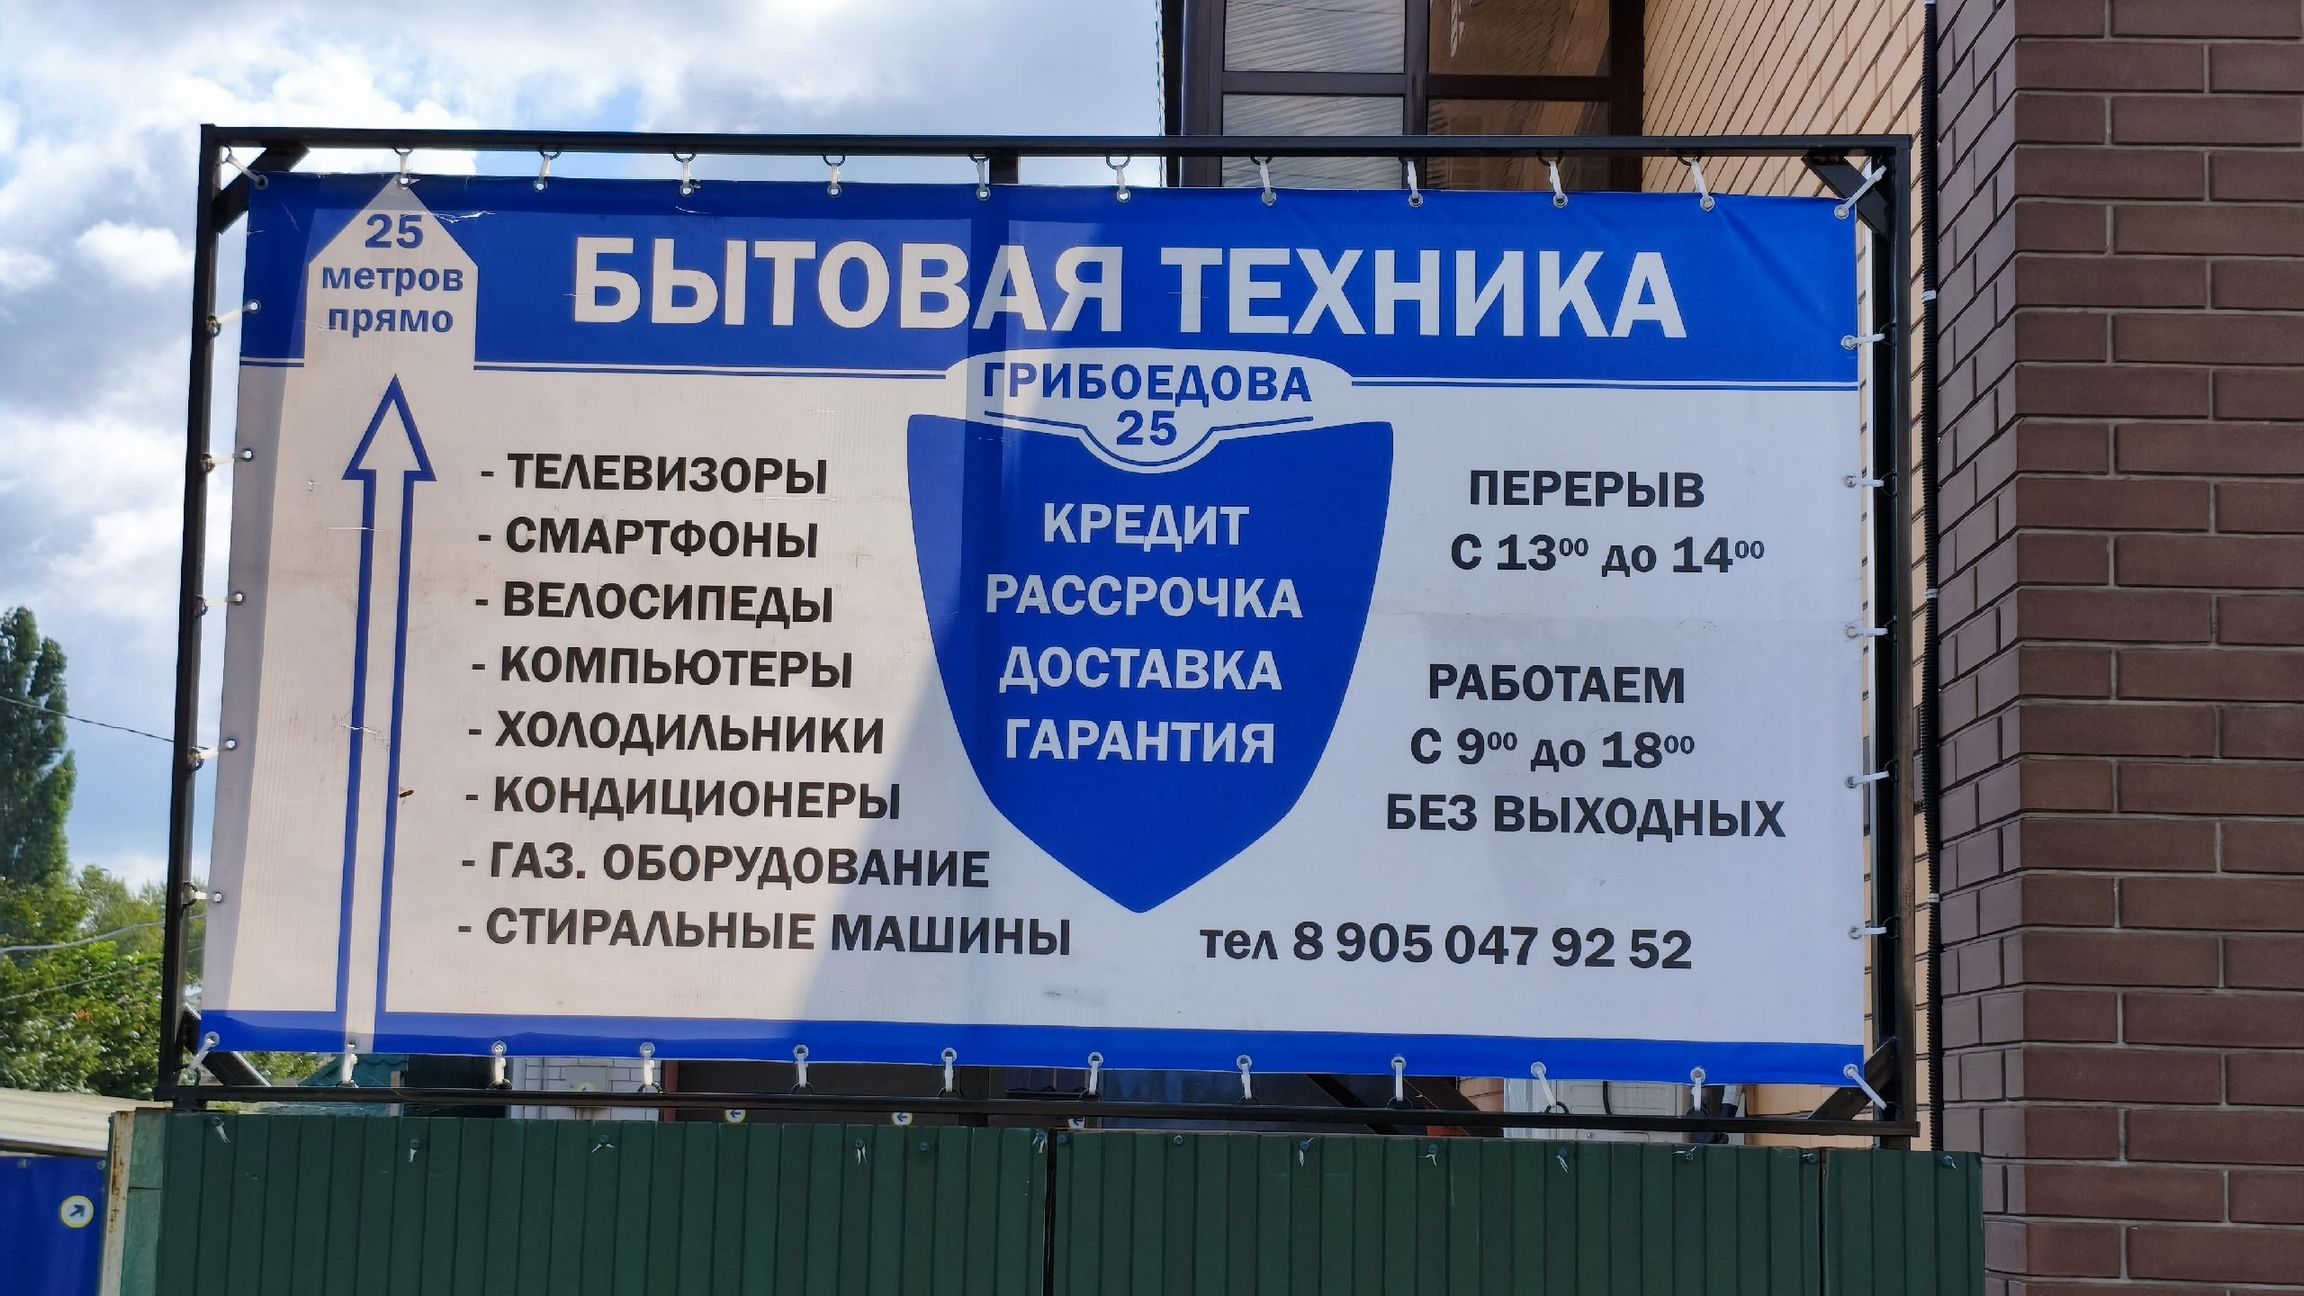 25
метров
прямо
БЫТОВАЯ ТЕХНИКА
ГРИБОЕДОВА
25
- ТЕЛЕВИЗОРЫ
- СМАРТФОНЫ
- ВЕЛОСИПЕДЫ
- КОМПЬЮТЕРЫ
- ХОЛОДИЛЬНИКИ
- КОНДИЦИОНЕРЫ
- ГАЗ. ОБОРУДОВАНИЕ
- СТИРАЛЬНЫЕ МАШИНЫ
КРЕДИТ
РАССРОЧКА
ДОСТАВКА
ГАРАНТИЯ
ПЕРЕРЫВ
С 13⁰⁰ до 14⁰⁰
РАБОТАЕМ
С 9⁰⁰ до 18⁰⁰
БЕЗ ВЫХОДНЫХ
тел 8 905 047 92 52